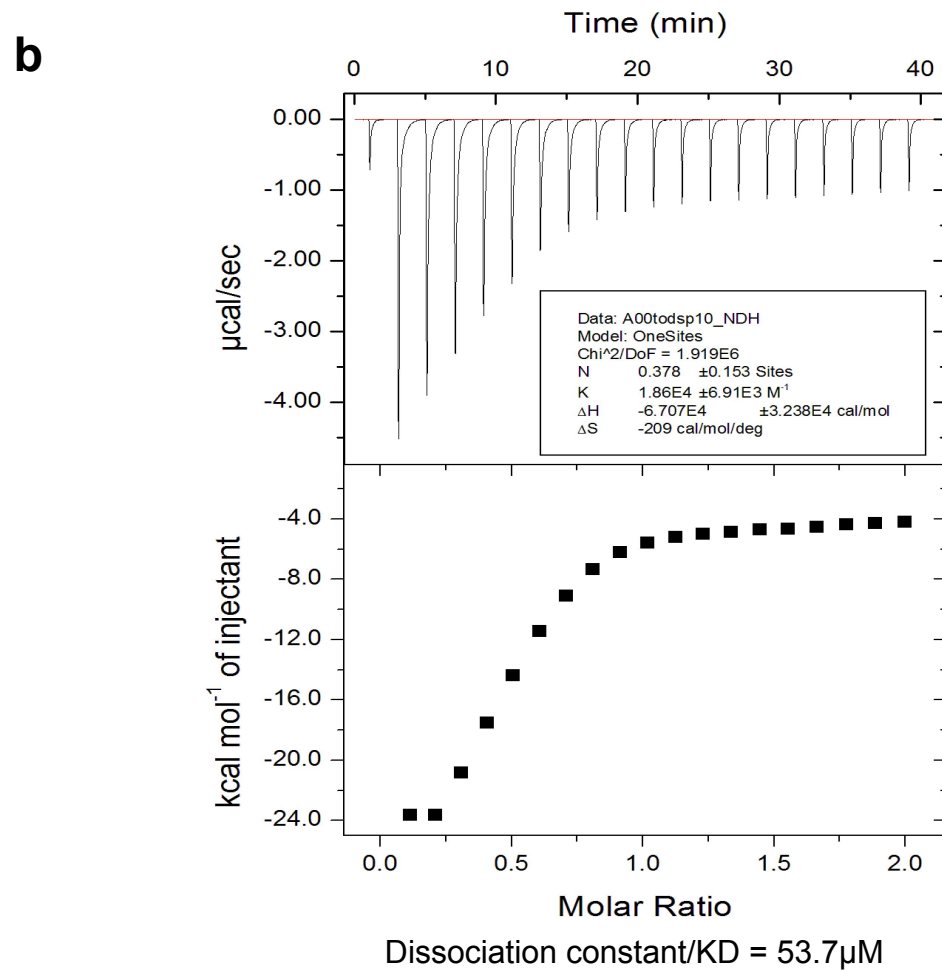 b
Time (min)
0 10 20 30 40
0.00
-1.00
-2.00
-3.00
-4.00
µcal/sec
Data: A00todsp10_NDH
Model: OneSites
Chi^2/DoF = 1.919E6
N 0.378 ±0.153 Sites
K 1.86E4 ±6.91E3 M⁻¹
ΔH -6.707E4 ±3.238E4 cal/mol
ΔS -209 cal/mol/deg
-4.0
-8.0
-12.0
-16.0
-20.0
-24.0
kcal mol⁻¹ of injectant
0.0 0.5 1.0 1.5 2.0
Molar Ratio
Dissociation constant/KD = 53.7µM